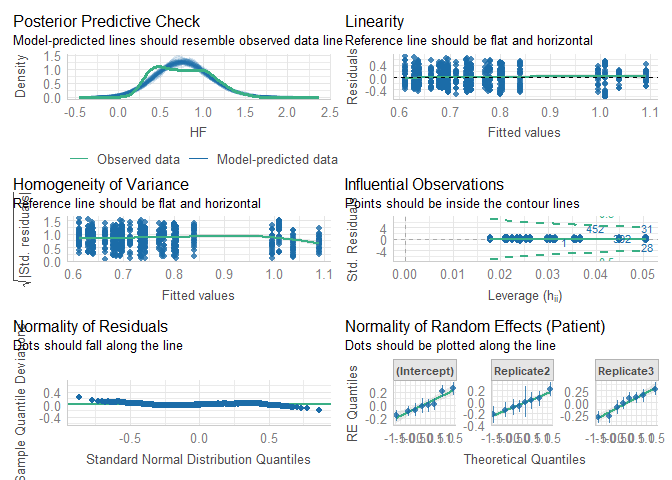 Posterior Predictive Check
Model-predicted lines should resemble observed data line
Density
1.5
1.0
0.5
0.0
-0.5 0.0 0.5 1.0 1.5 2.0 2.5
HF
Observed data Model-predicted data
Linearity
Reference line should be flat and horizontal
Residuals
0.4
0.0
-0.4
0.6 0.7 0.8 0.9 1.0 1.1
Fitted values
Homogeneity of Variance
Reference line should be flat and horizontal
√|Std. residuals|
1.5
1.0
0.5
0.0
0.6 0.7 0.8 0.9 1.0 1.1
Fitted values
Influential Observations
Points should be inside the contour lines
Std. Residuals
4
0
-4
452
31
1
28
0.00 0.01 0.02 0.03 0.04 0.05
Leverage (hᵢᵢ)
Normality of Residuals
Dots should fall along the line
Sample Quantile Deviations
0.4
0.2
0.0
-0.4
-0.5 0.0 0.5
Standard Normal Distribution Quantiles
Normality of Random Effects (Patient)
Dots should be plotted along the line
RE Quantiles
(Intercept) Replicate2 Replicate3
0.2
0.0
-0.2
0.2
0.0
-0.2
-0.4
0.25
0.00
-0.25
Theoretical Quantiles